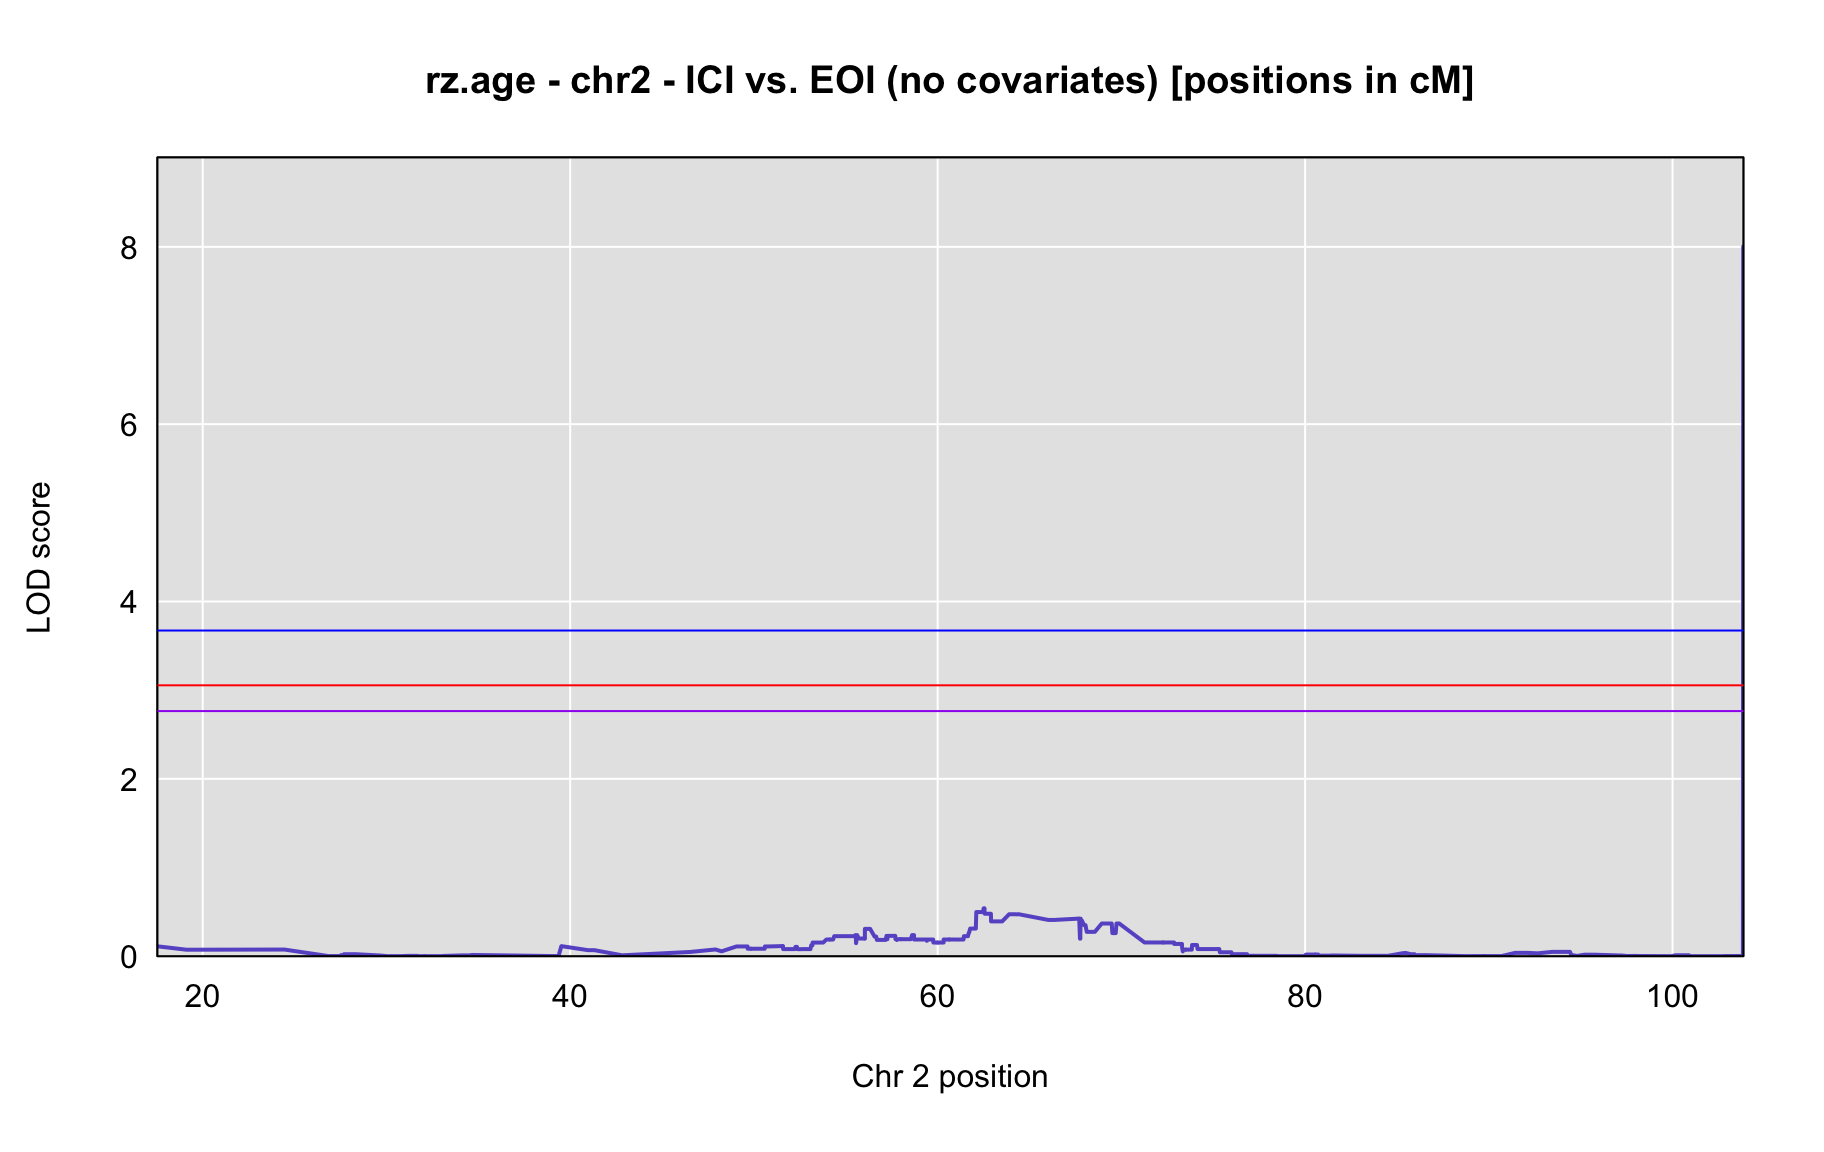 rz.age - chr2 - ICI vs. EOI (no covariates) [positions in cM]
LOD score
8
6
4
2
0
20 40 60 80 100
Chr 2 position